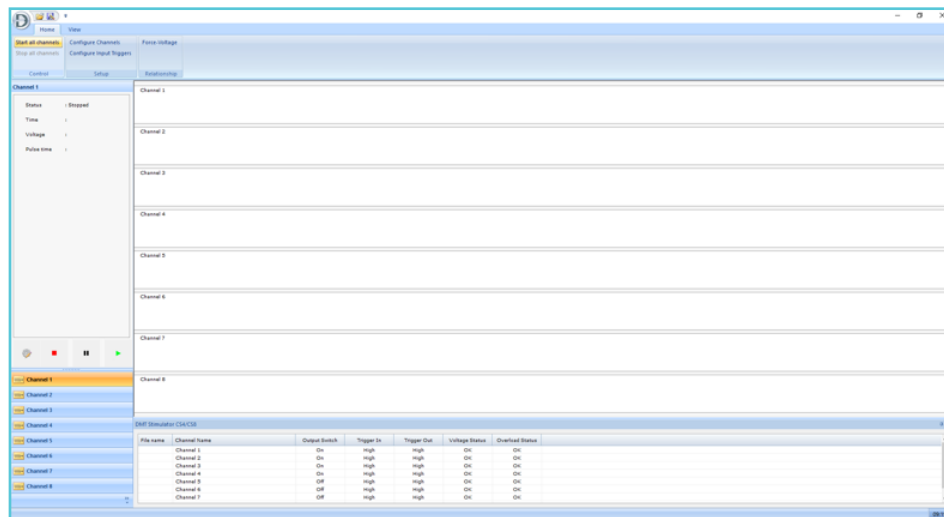 D
Home View
Start all channels Configure Channels Force-Voltage
Stop all channels Configure Input Triggers
Control Setup Relationship
Channel 1
Status : Stopped
Time :
Voltage :
Pulse time :
Channel 1
Channel 2
Channel 3
Channel 4
Channel 5
Channel 6
Channel 7
Channel 8
Channel 1
Channel 2
Channel 3
Channel 4
Channel 5
Channel 6
Channel 7
Channel 8
DMT Stimulator CS4/CS8
File name Channel Name Output Switch Trigger In Trigger Out Voltage Status Overload Status
Channel 1 On High High OK OK
Channel 2 On High High OK OK
Channel 3 On High High OK OK
Channel 4 On High High OK OK
Channel 5 Off High High OK OK
Channel 6 Off High High OK OK
Channel 7 Off High High OK OK